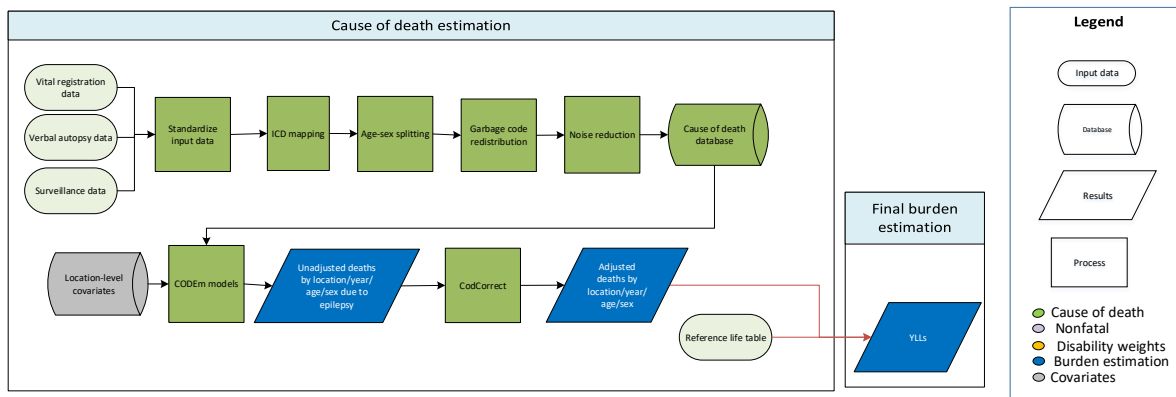 Cause of death estimation
Vital registration
data
Verbal autopsy data
Surveillance data
Standardize
input data
ICD mapping
Age-sex splitting
Garbage code
redistribution
Noise reduction
Cause of death
database
Location-level
covariates
CODEm models
Unadjusted deaths
by location/year/
age/sex due to
epilepsy
CodCorrect
Adjusted
deaths by
location/year/
age/sex
Reference life table
Final burden
estimation
YLLs
Legend
Input data
Database
Results
Process
Cause of death
Nonfatal
Disability weights
Burden estimation
Covariates